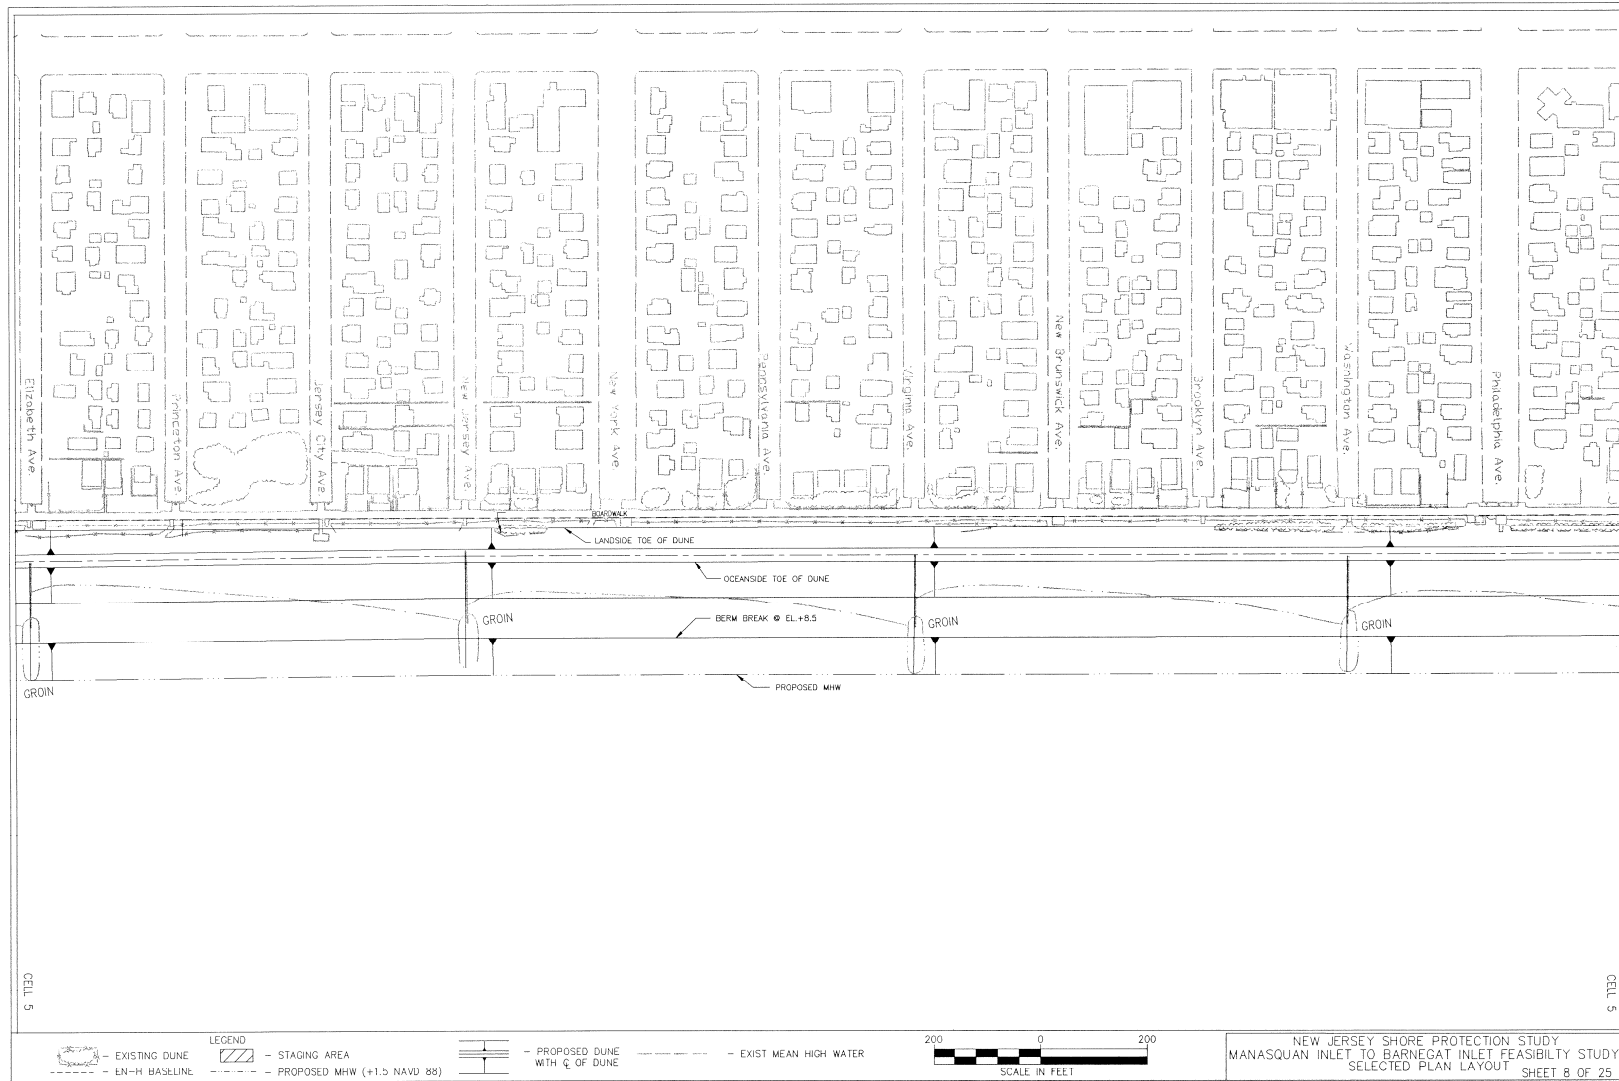 Elizabeth Ave.
Princeton Ave
Jersey City Ave
New Jersey Ave.
New York Ave
Pennsylvania Ave.
Virginia Ave.
New Brunswick Ave.
Brooklyn Ave.
Washington Ave.
Philadelphia Ave.
BOARDWALK
LANDSIDE TOE OF DUNE
OCEANSIDE TOE OF DUNE
BERM BREAK @ EL.+8.5
GROIN
GROIN
GROIN
GROIN
PROPOSED MHW
CELL 5
CELL 5
LEGEND
- EXISTING DUNE
- EN-H BASELINE
- STAGING AREA
- PROPOSED MHW (+1.5 NAVD 88)
- PROPOSED DUNE
WITH ℄ OF DUNE
- EXIST MEAN HIGH WATER
200 0 200
SCALE IN FEET
NEW JERSEY SHORE PROTECTION STUDY
MANASQUAN INLET TO BARNEGAT INLET FEASIBILTY STUDY
SELECTED PLAN LAYOUT
SHEET 8 OF 25